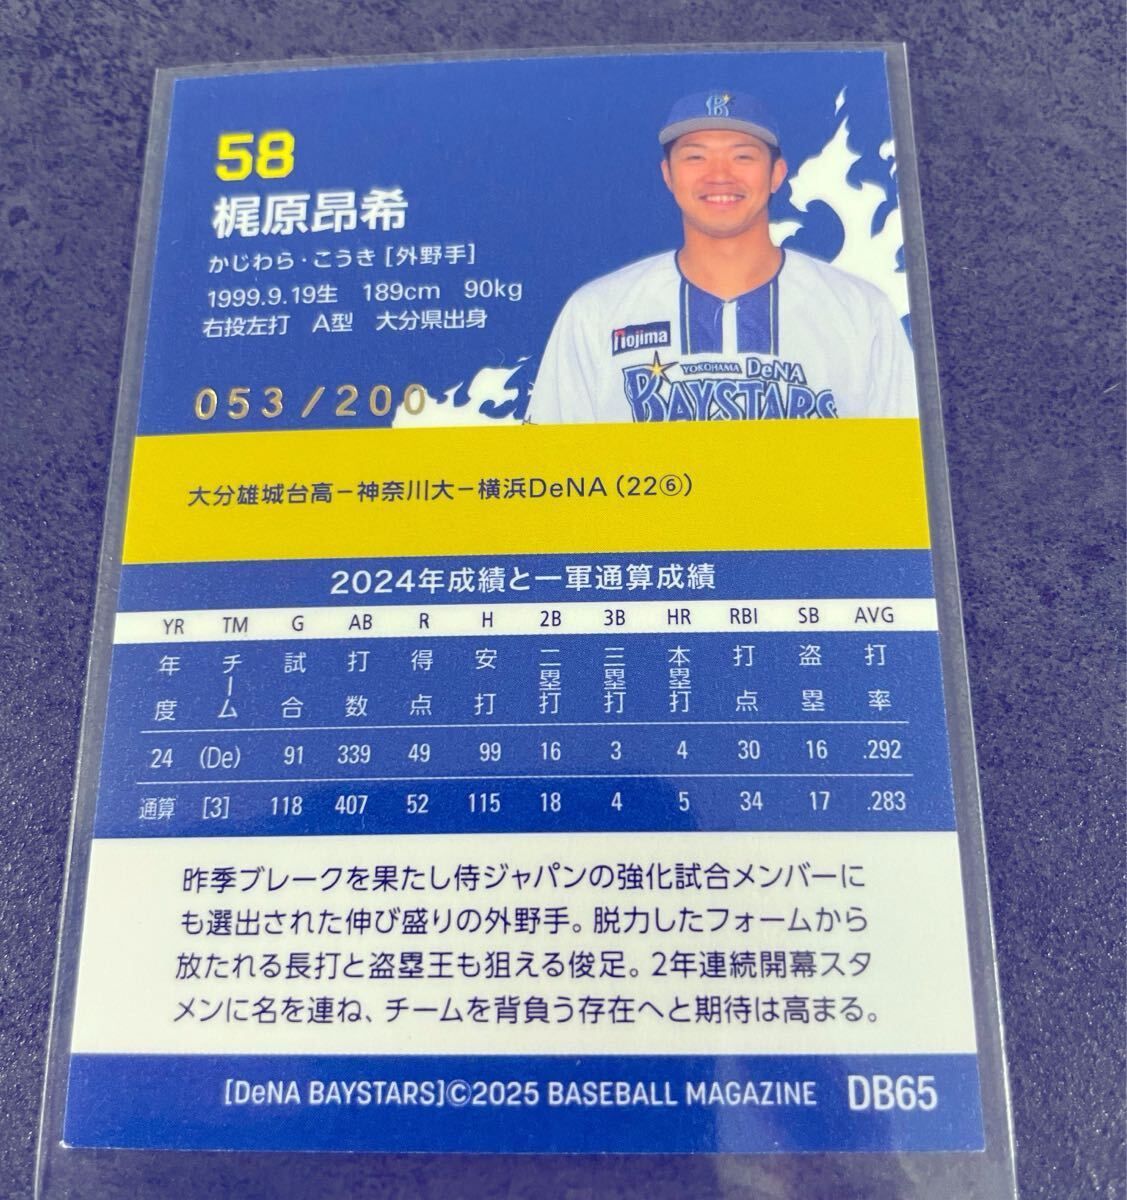 58
梶原昂希
かじわら・こうき [外野手]
1999.9.19生 189cm 90kg
右投左打 A型 大分県出身
053/200
B
nojima
YOKOHAMA DeNA
BAYSTARS
大分雄城台高－神奈川大－横浜DeNA（22⑥）
2024年成績と一軍通算成績
YR TM G AB R H 2B 3B HR RBI SB AVG
年度 チーム 試合 打数 得点 安打 二塁打 三塁打 本塁打 打点 盗塁 打率
24 (De) 91 339 49 99 16 3 4 30 16 .292
通算 [3] 118 407 52 115 18 4 5 34 17 .283
昨季ブレークを果たし侍ジャパンの強化試合メンバーに
も選出された伸び盛りの外野手。脱力したフォームから
放たれる長打と盗塁王も狙える俊足。2年連続開幕スタ
メンに名を連ね、チームを背負う存在へと期待は高まる。
[DeNA BAYSTARS]©2025 BASEBALL MAGAZINE DB65